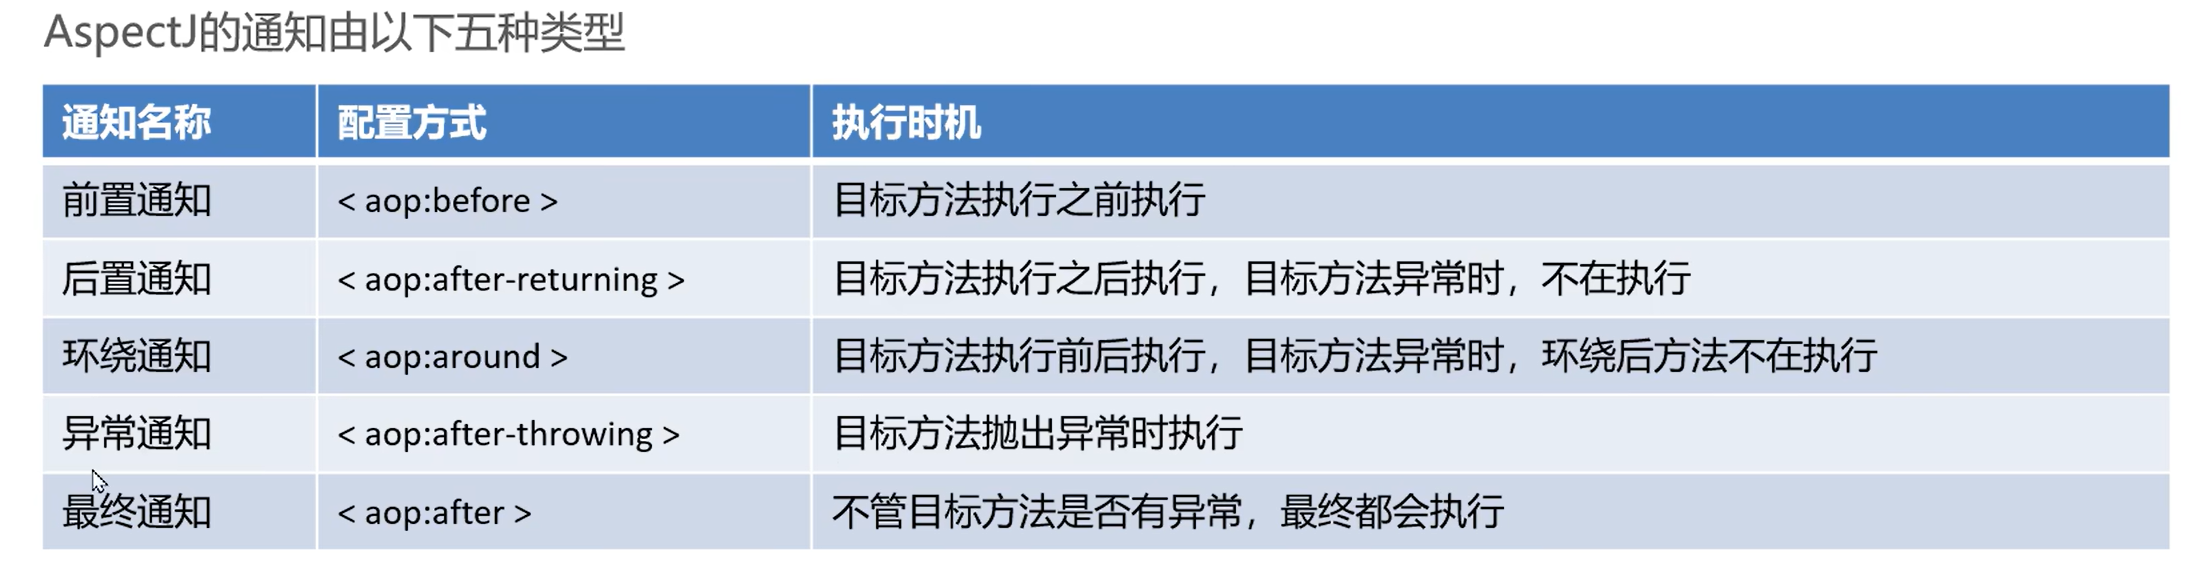 AspectJ的通知由以下五种类型
通知名称 配置方式 执行时机
前置通知 < aop:before > 目标方法执行之前执行
后置通知 < aop:after-returning > 目标方法执行之后执行，目标方法异常时，不在执行
环绕通知 < aop:around > 目标方法执行前后执行，目标方法异常时，环绕后方法不在执行
异常通知 < aop:after-throwing > 目标方法抛出异常时执行
最终通知 < aop:after > 不管目标方法是否有异常，最终都会执行